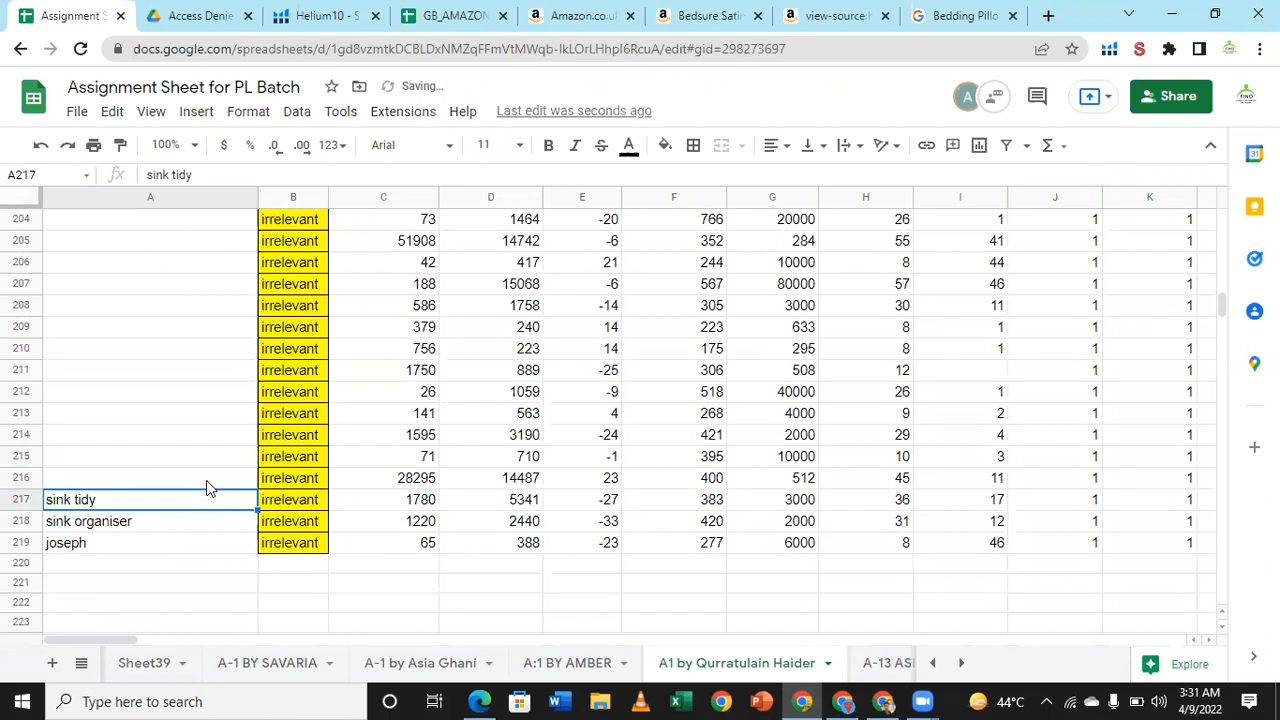 Assignment S
Access Denie
Helium10 - S
GB_AMAZON
Amazon.co.uk
Bedsure Sati
view-source:h
Bedding Pillo
docs.google.com/spreadsheets/d/1gd8vzmtkDCBLDxNMZqFFmVtMWqb-IkLOrLHhpl6RcuA/edit#gid=298273697
Assignment Sheet for PL Batch Saving...
File Edit View Insert Format Data Tools Extensions Help Last edit was seconds ago
A
Share
100% $ % .0 .00 123 Arial 11 B I S A
A217 fx sink tidy
A B C D E F G H I J K
204 irrelevant 73 1464 -20 766 20000 26 1 1 1
205 irrelevant 51908 14742 -6 352 284 55 41 1 1
206 irrelevant 42 417 21 244 10000 8 44 1 1
207 irrelevant 188 15068 -6 567 80000 57 46 1 1
208 irrelevant 586 1758 -14 305 3000 30 11 1 1
209 irrelevant 379 240 14 223 633 8 1 1 1
210 irrelevant 756 223 14 175 295 8 1 1 1
211 irrelevant 1750 889 -25 306 508 12 1 1
212 irrelevant 26 1059 -9 518 40000 26 1 1 1
213 irrelevant 141 563 4 268 4000 9 2 1 1
214 irrelevant 1595 3190 -24 421 2000 29 4 1 1
215 irrelevant 71 710 -1 395 10000 10 3 1 1
216 irrelevant 28295 14487 23 400 512 45 11 1 1
217 sink tidy irrelevant 1780 5341 -27 383 3000 36 17 1 1
218 sink organiser irrelevant 1220 2440 -33 420 2000 31 12 1 1
219 joseph irrelevant 65 388 -23 277 6000 8 46 1 1
220
221
222
223
Sheet39 A-1 BY SAVARIA A-1 by Asia Ghani A:1 BY AMBER A1 by Qurratulain Haider A-13 ASI Explore
Type here to search
44°C
3:31 AM
4/9/2022